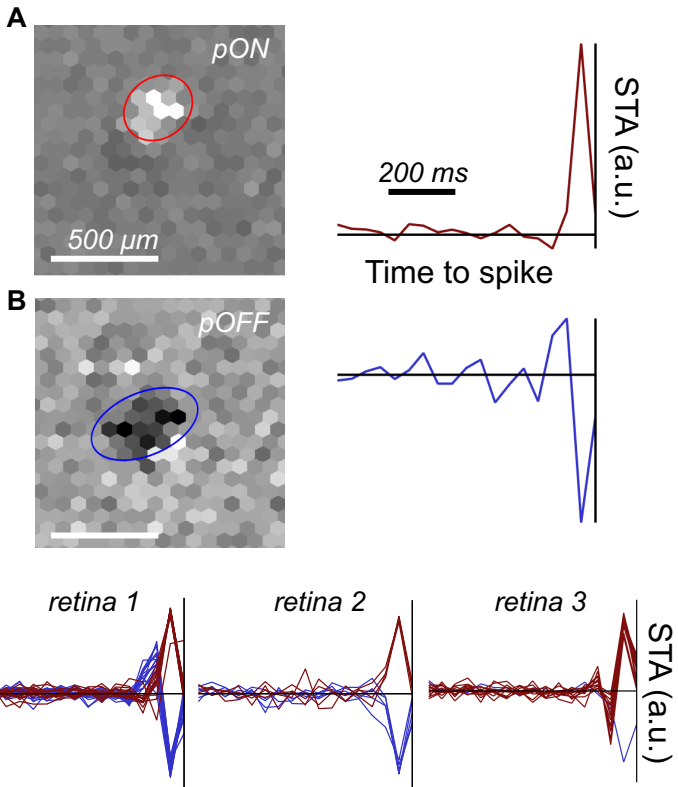 A
pON
500 µm
200 ms
STA (a.u.)
Time to spike
B
pOFF
retina 1
retina 2
retina 3
STA (a.u.)